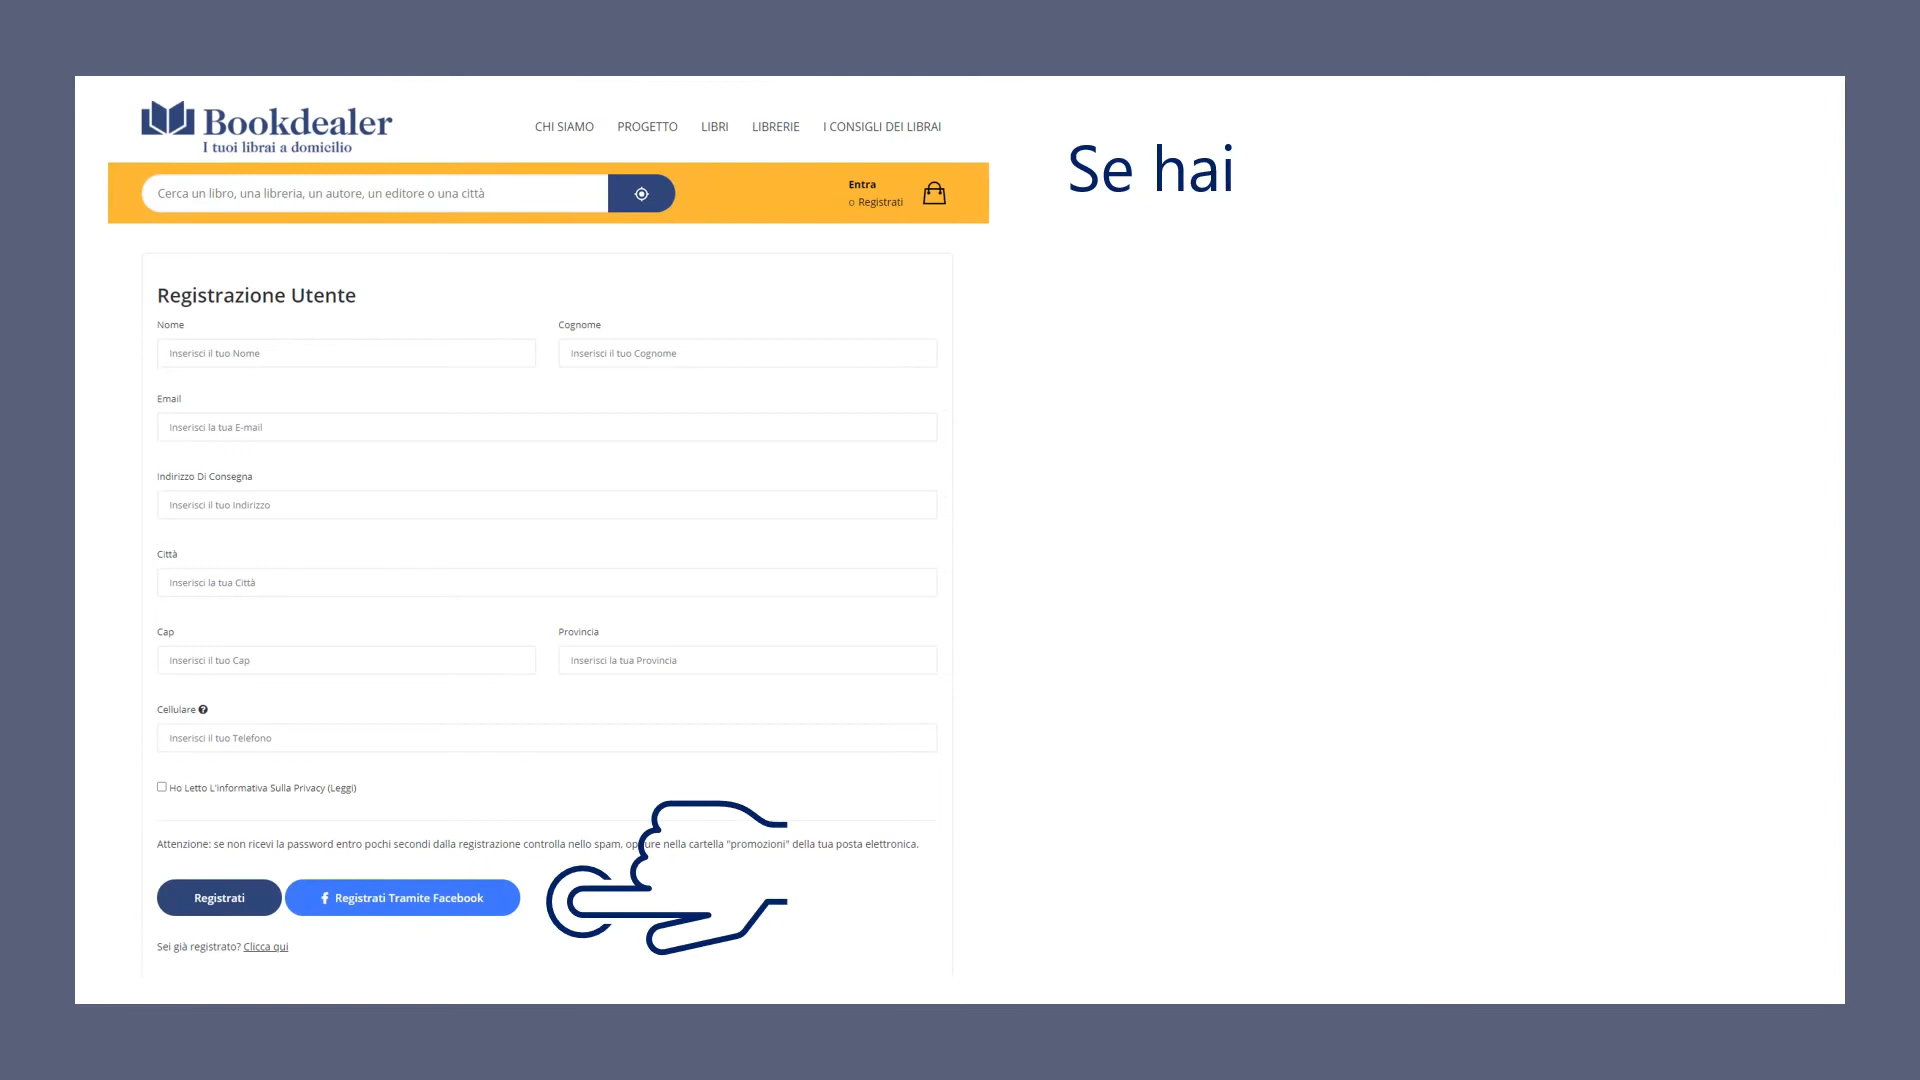 Bookdealer
I tuoi librai a domicilio
CHI SIAMO PROGETTO LIBRI LIBRERIE I CONSIGLI DEI LIBRAI
Cerca un libro, una libreria, un autore, un editore o una città
Entra
o Registrati
Se hai
Registrazione Utente
Nome Cognome
Inserisci il tuo Nome Inserisci il tuo Cognome
Email
Inserisci la tua E-mail
Indirizzo Di Consegna
Inserisci il tuo Indirizzo
Città
Inserisci la tua Città
Cap Provincia
Inserisci il tuo Cap Inserisci la tua Provincia
Cellulare
Inserisci il tuo Telefono
Ho Letto L'informativa Sulla Privacy (Leggi)
Attenzione: se non ricevi la password entro pochi secondi dalla registrazione controlla nello spam, oppure nella cartella "promozioni" della tua posta elettronica.
Registrati Registrati Tramite Facebook
Sei già registrato? Clicca qui